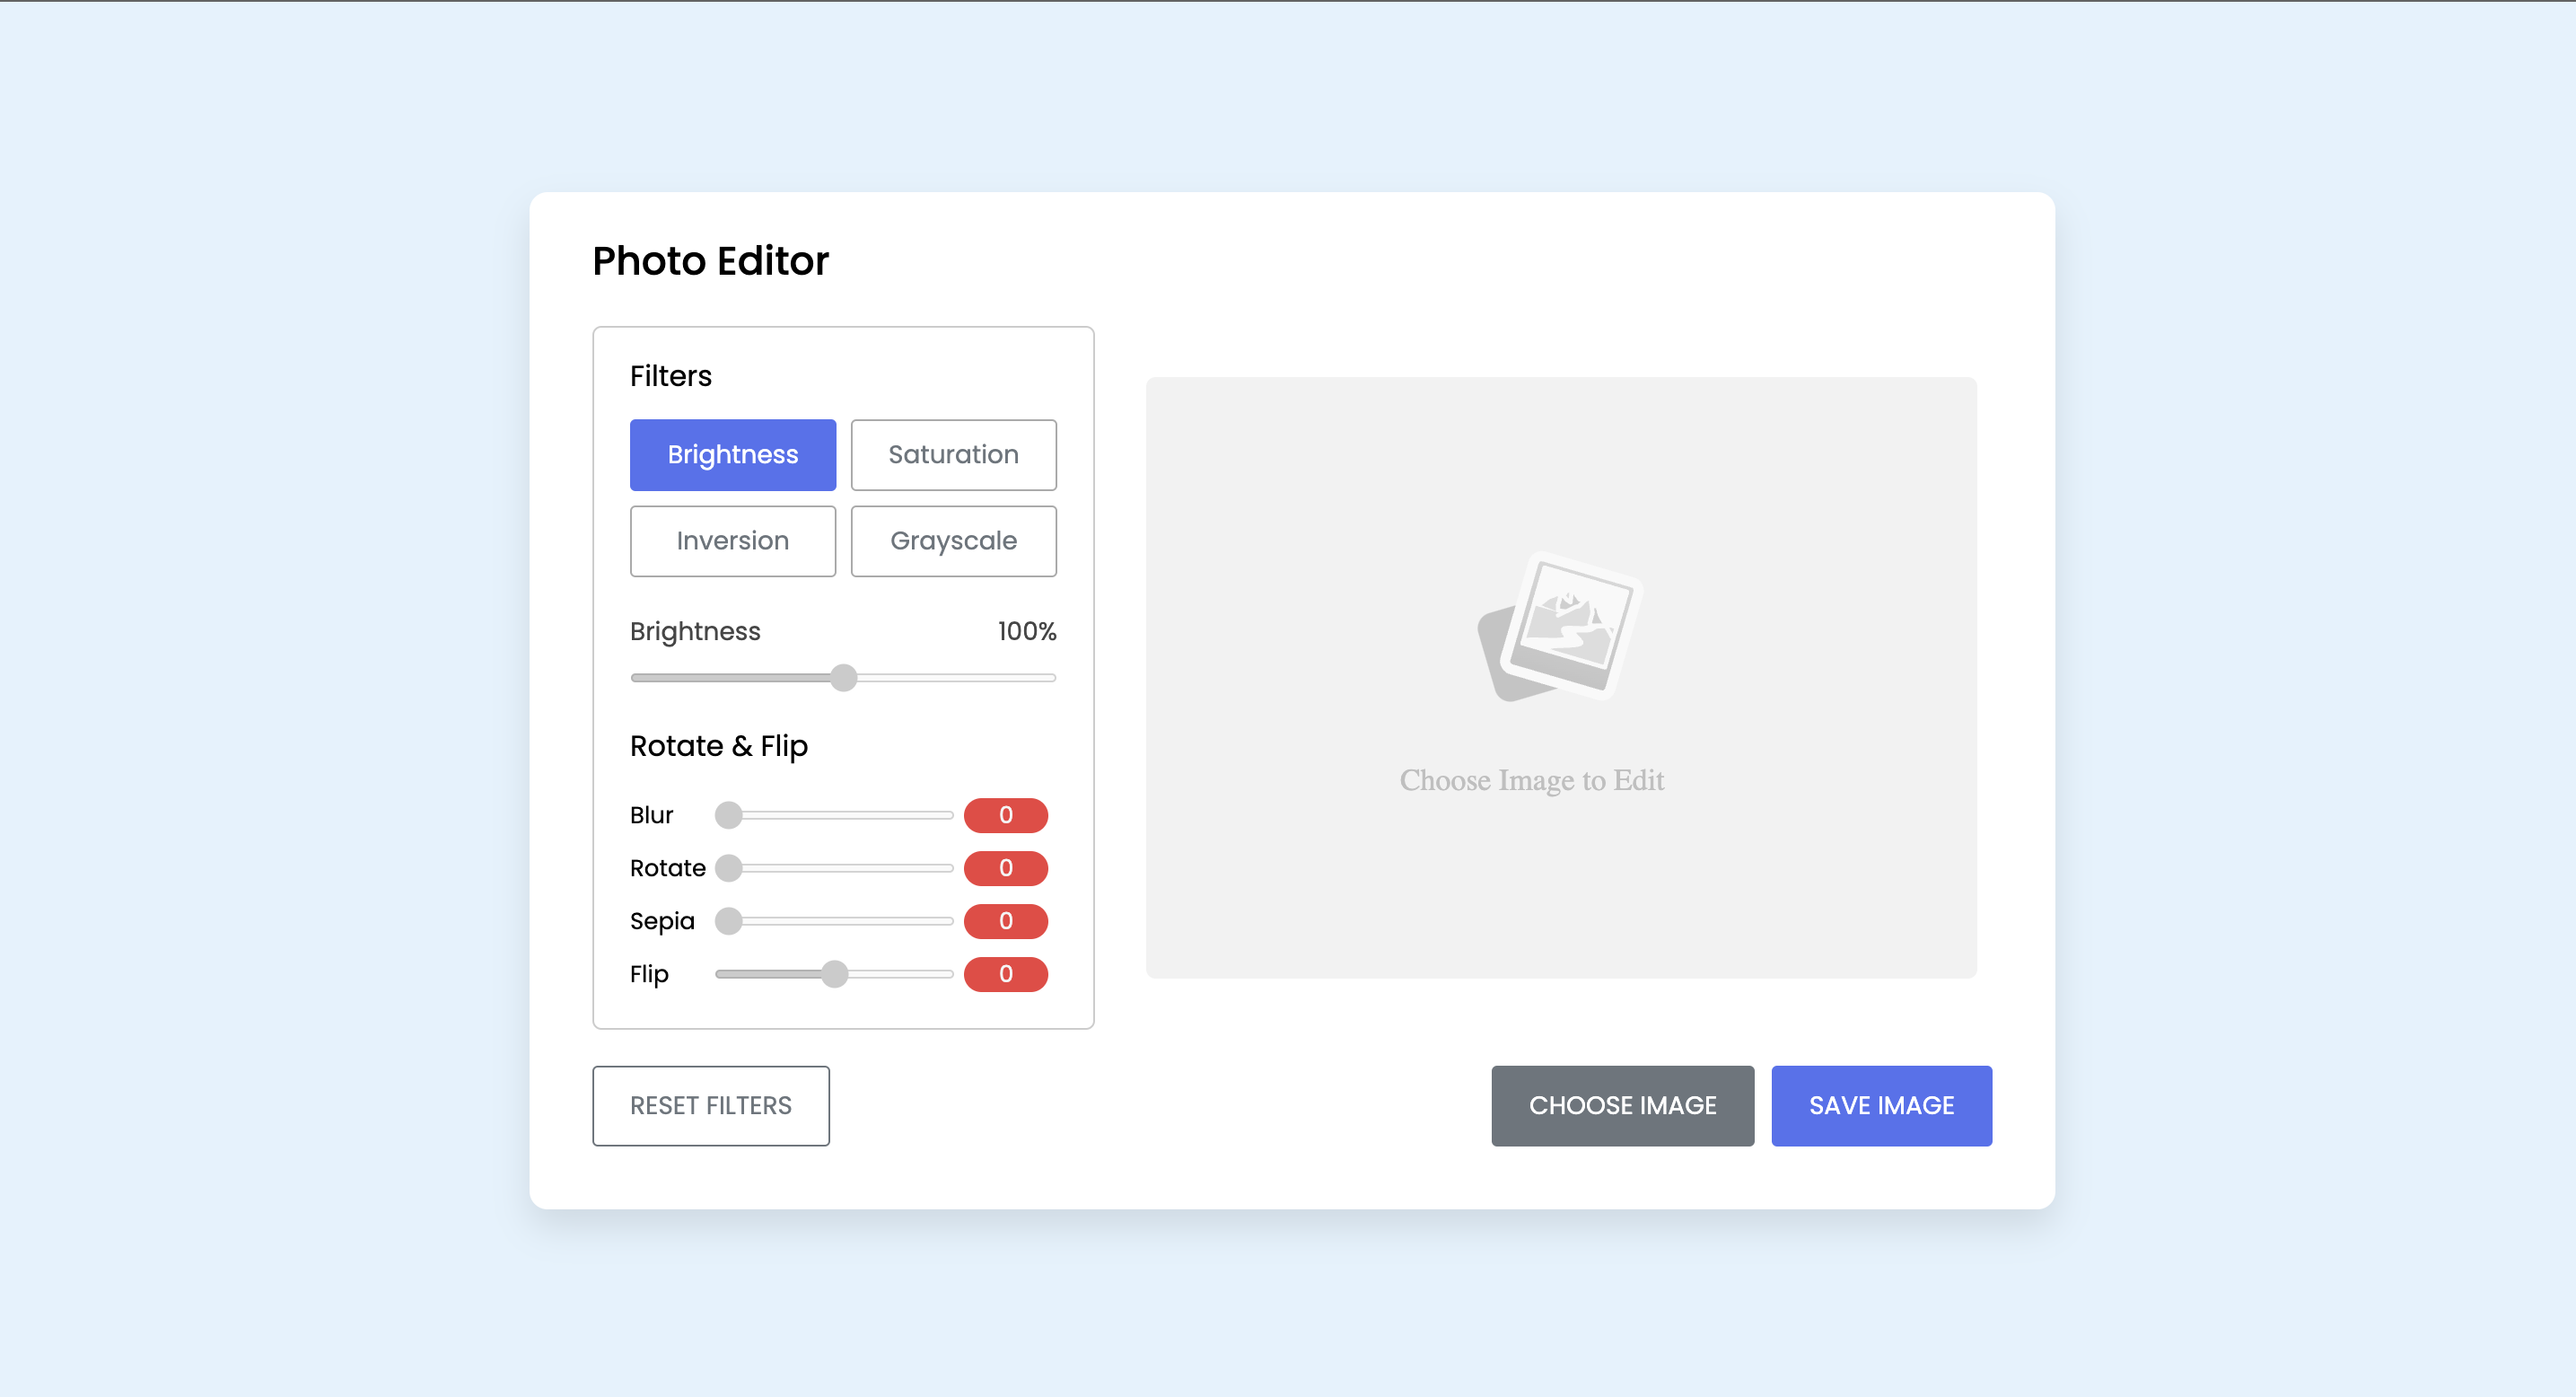 Photo Editor
Filters
Brightness Saturation
Inversion Grayscale
Brightness 100%
Rotate & Flip
Blur 0
Rotate 0
Sepia 0
Flip 0
Choose Image to Edit
RESET FILTERS CHOOSE IMAGE SAVE IMAGE